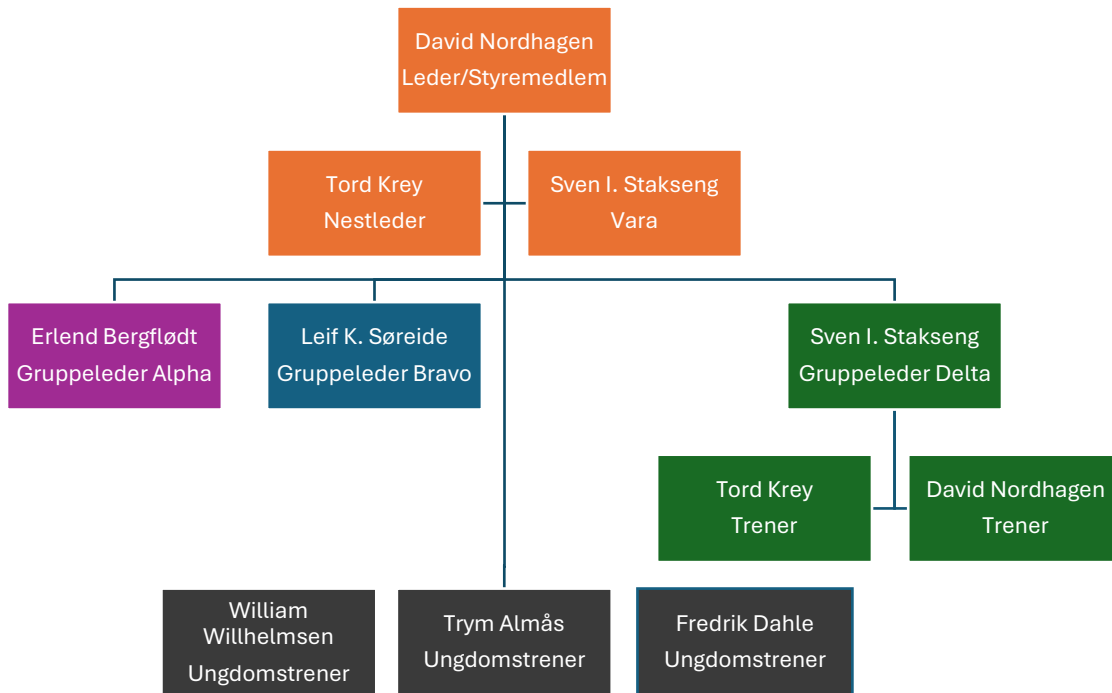 David Nordhagen
Leder/Styremedlem
Tord Krey
Nestleder
Sven I. Stakseng
Vara
Erlend Bergflødt
Gruppeleder Alpha
Leif K. Søreide
Gruppeleder Bravo
Sven I. Stakseng
Gruppeleder Delta
Tord Krey
Trener
David Nordhagen
Trener
William
Willhelmsen
Ungdomstrener
Trym Almås
Ungdomstrener
Fredrik Dahle
Ungdomstrener